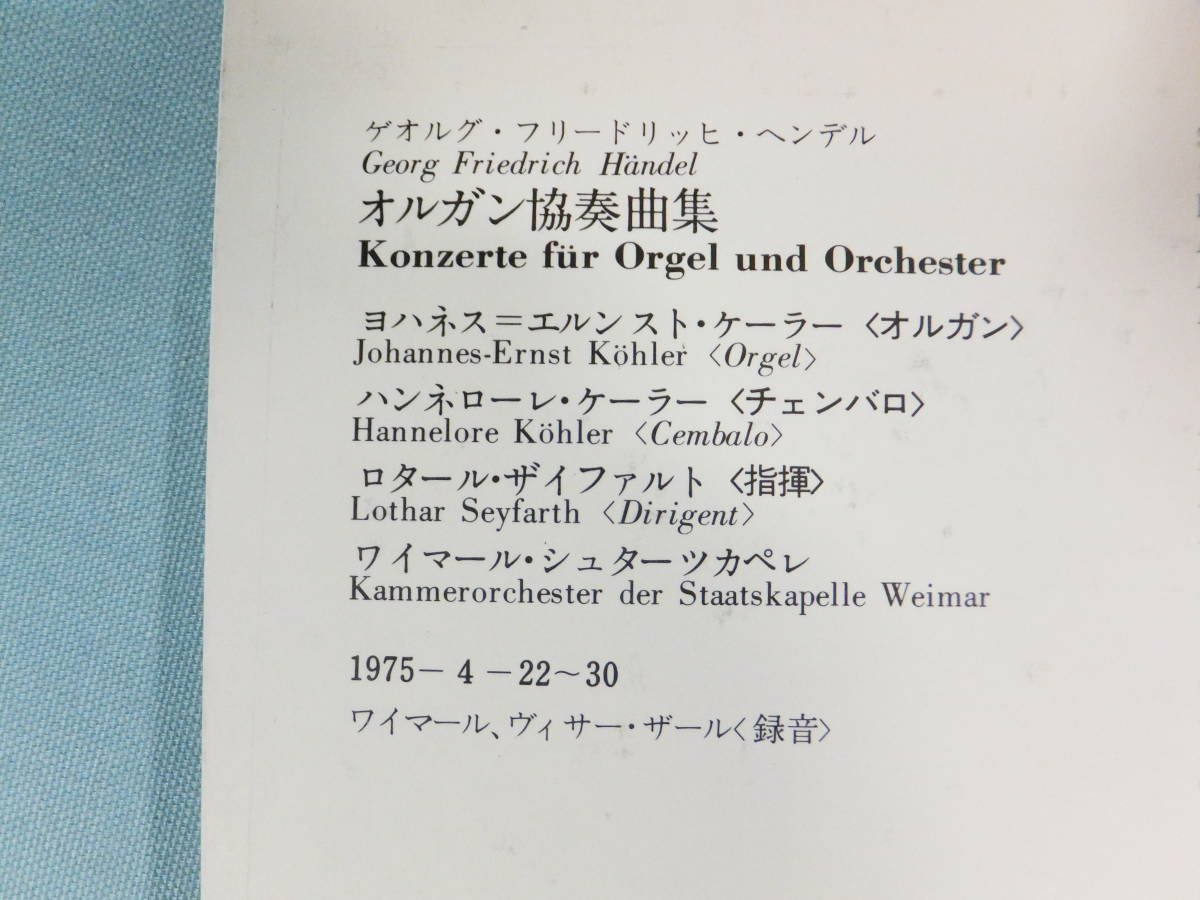 ゲオルグ・フリードリッヒ・ヘンデル
Georg Friedrich Händel
オルガン協奏曲集
Konzerte für Orgel und Orchester
ヨハネス＝エルンスト・ケーラー〈オルガン〉
Johannes-Ernst Köhler 〈Orgel〉
ハンネローレ・ケーラー〈チェンバロ〉
Hannelore Köhler 〈Cembalo〉
ロタール・ザイファルト〈指揮〉
Lothar Seyfarth 〈Dirigent〉
ワイマール・シュターツカペレ
Kammerorchester der Staatskapelle Weimar
1975－4－22～30
ワイマール、ヴィサー・ザール〈録音〉